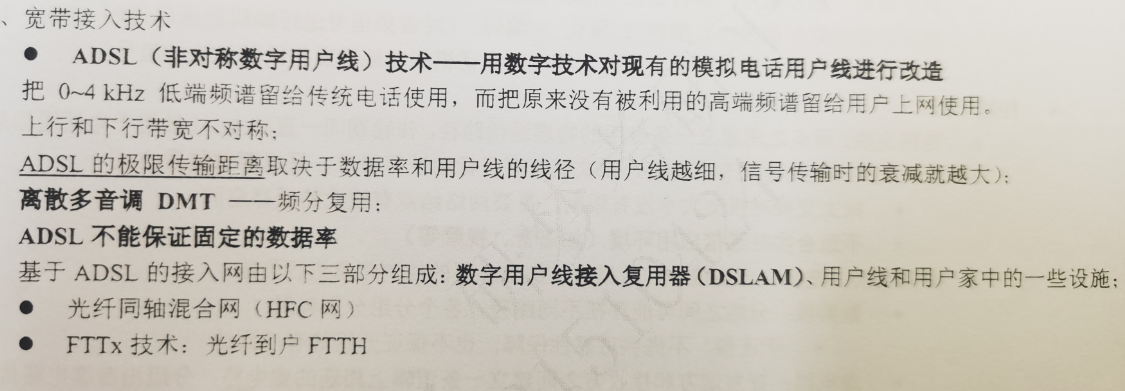 、宽带接入技术
● ADSL（非对称数字用户线）技术——用数字技术对现有的模拟电话用户线进行改造
把 0~4 kHz 低端频谱留给传统电话使用，而把原来没有被利用的高端频谱留给用户上网使用。
上行和下行带宽不对称；
ADSL 的极限传输距离取决于数据率和用户线的线径（用户线越细，信号传输时的衰减就越大）；
离散多音调 DMT ——频分复用；
ADSL 不能保证固定的数据率
基于 ADSL 的接入网由以下三部分组成：数字用户线接入复用器（DSLAM）、用户线和用户家中的一些设施；
● 光纤同轴混合网（HFC 网）
● FTTx 技术：光纤到户 FTTH